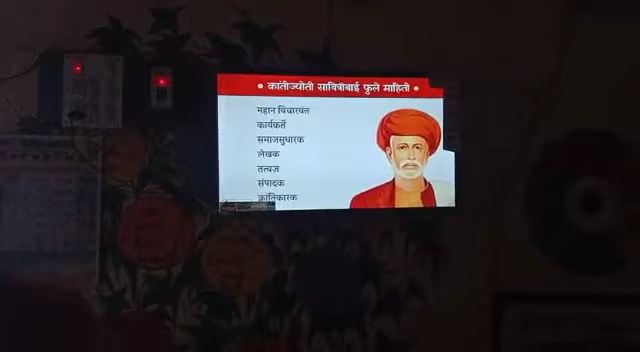 • कांतीज्योती सावित्रीबाई फुले माहिती •
महान विचारवंत
कार्यकर्ते
समाजसुधारक
लेखक
तत्वज्ञ
संपादक
क्रांतिकारक